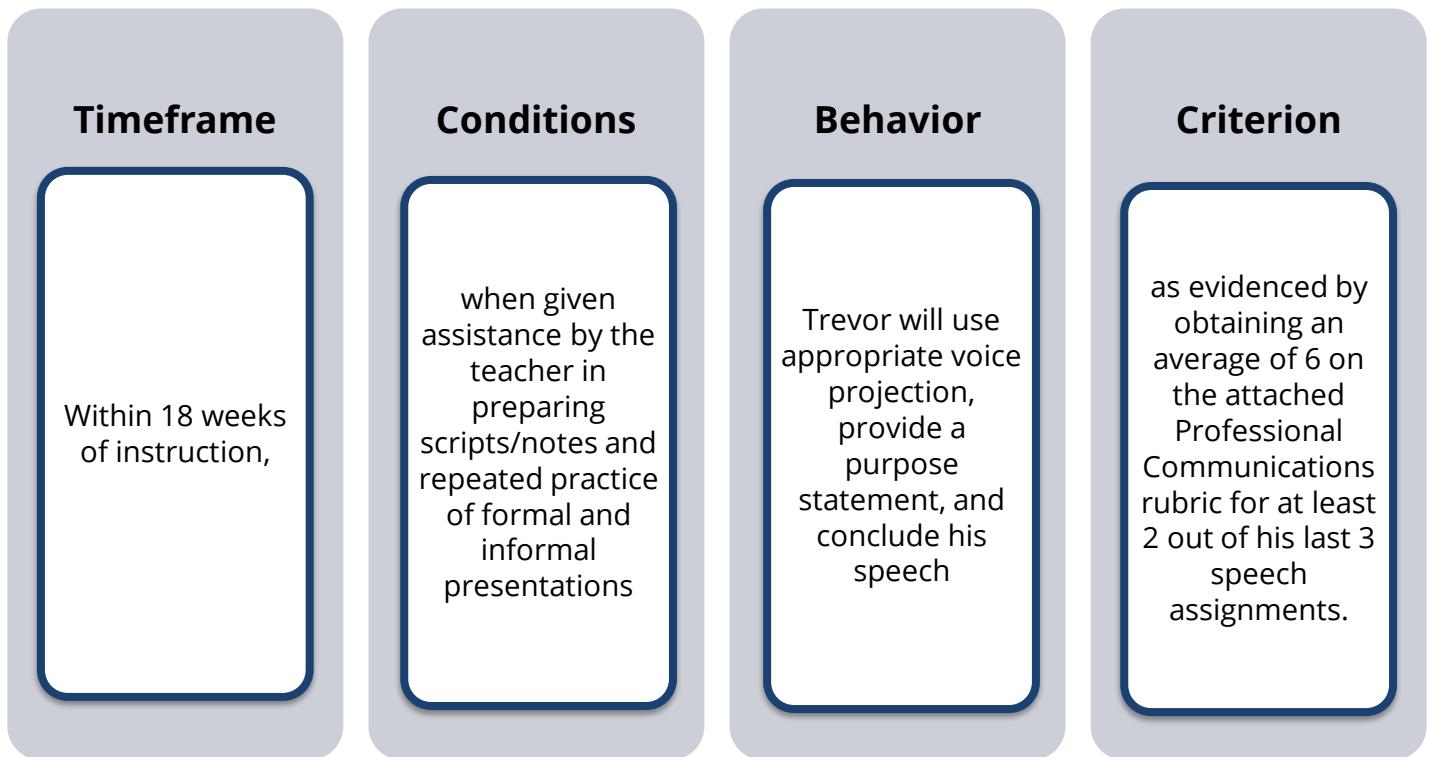 Timeframe
Within 18 weeks
of instruction,
Conditions
when given
assistance by the
teacher in
preparing
scripts/notes and
repeated practice
of formal and
informal
presentations
Behavior
Trevor will use
appropriate voice
projection,
provide a
purpose
statement, and
conclude his
speech
Criterion
as evidenced by
obtaining an
average of 6 on
the attached
Professional
Communications
rubric for at least
2 out of his last 3
speech
assignments.